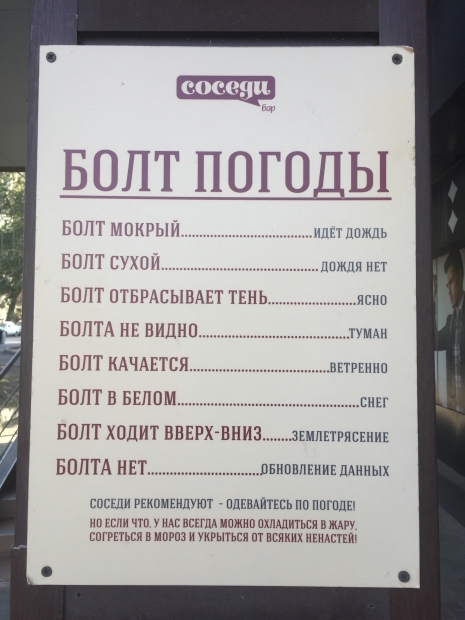 соседи
бар
БОЛТ ПОГОДЫ
БОЛТ МОКРЫЙ..............................ИДЁТ ДОЖДЬ
БОЛТ СУХОЙ.....................................ДОЖДЯ НЕТ
БОЛТ ОТБРАСЫВАЕТ ТЕНЬ....................ЯСНО
БОЛТА НЕ ВИДНО...................................ТУМАН
БОЛТ КАЧАЕТСЯ.................................ВЕТРЕННО
БОЛТ В БЕЛОМ..........................................СНЕГ
БОЛТ ХОДИТ ВВЕРХ-ВНИЗ.......ЗЕМЛЕТРЯСЕНИЕ
БОЛТА НЕТ...........................ОБНОВЛЕНИЕ ДАННЫХ
СОСЕДИ РЕКОМЕНДУЮТ - ОДЕВАЙТЕСЬ ПО ПОГОДЕ!
НО ЕСЛИ ЧТО, У НАС ВСЕГДА МОЖНО ОХЛАДИТЬСЯ В ЖАРУ,
СОГРЕТЬСЯ В МОРОЗ И УКРЫТЬСЯ ОТ ВСЯКИХ НЕНАСТЕЙ!